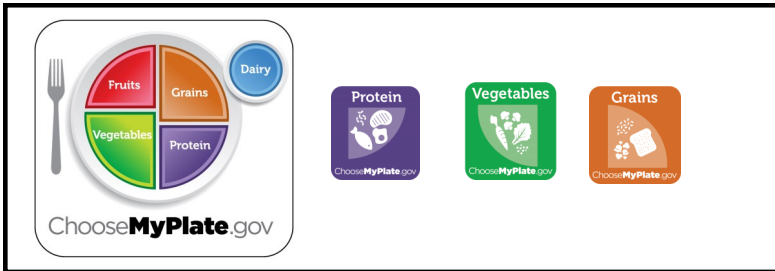 Fruits
Grains
Dairy
Vegetables
Protein
ChooseMyPlate.gov
Protein
ChooseMyPlate.gov
Vegetables
ChooseMyPlate.gov
Grains
ChooseMyPlate.gov